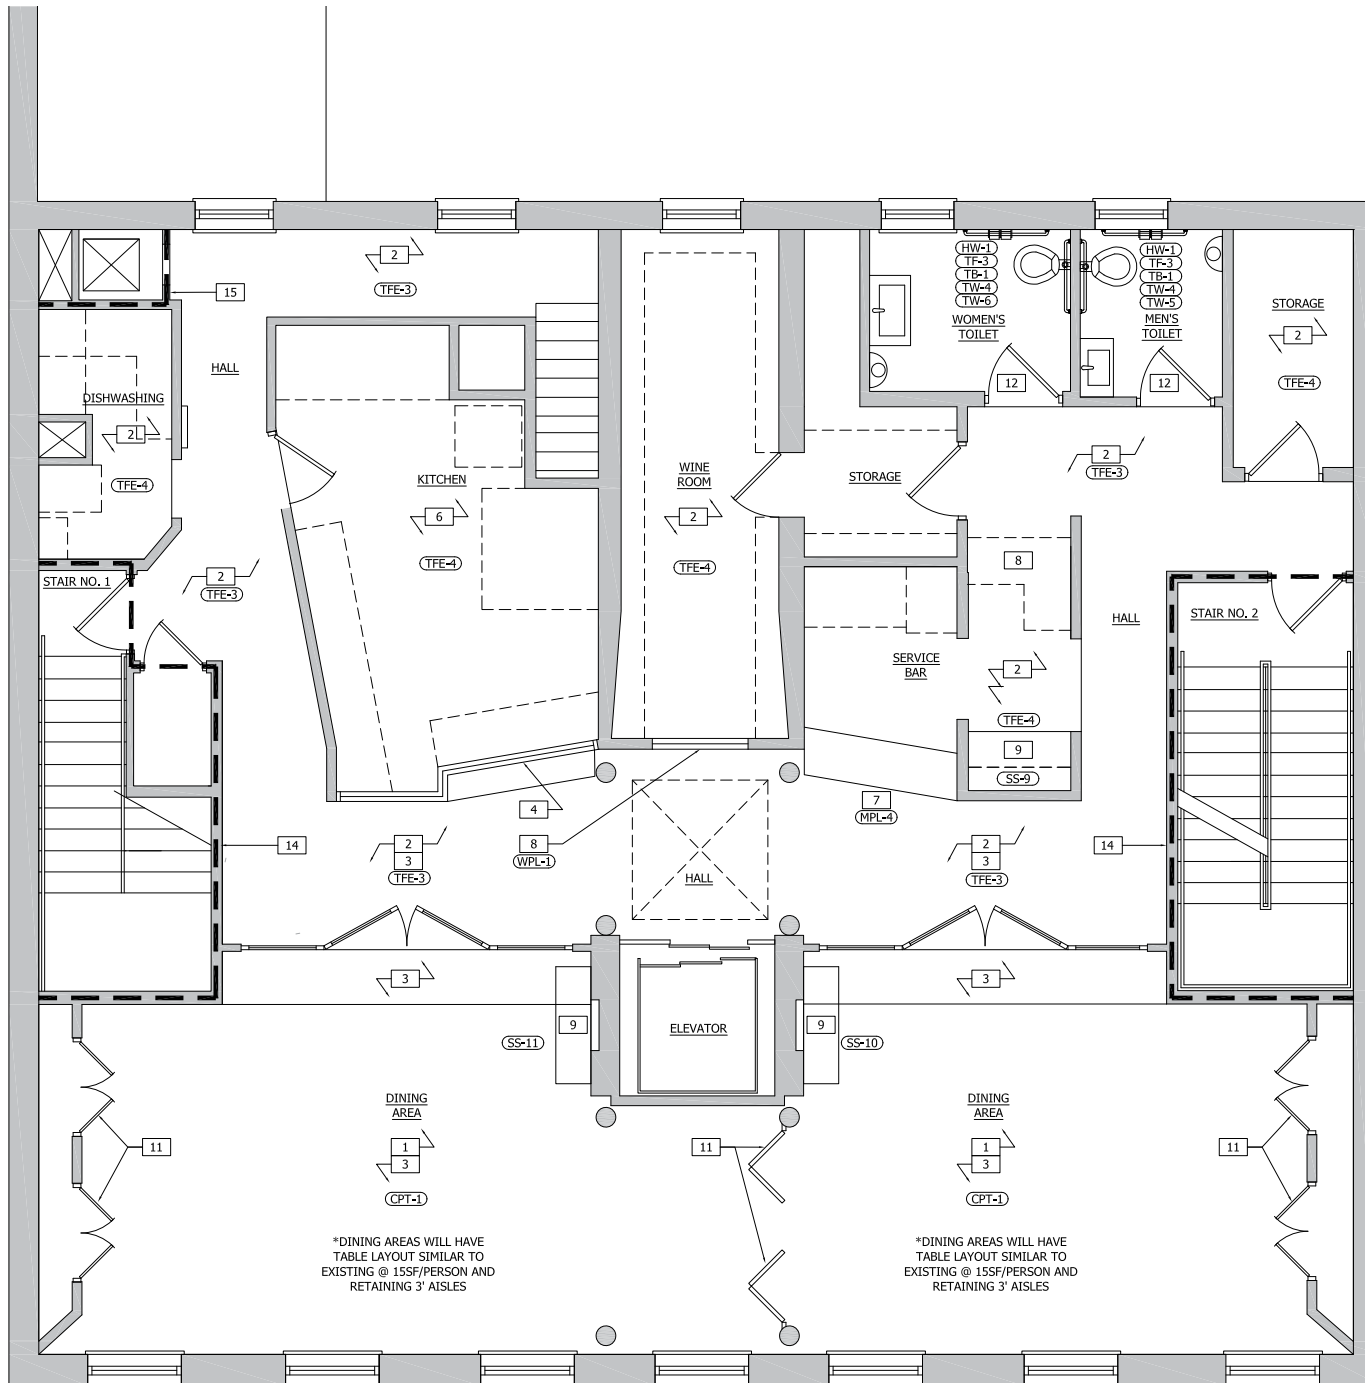 2
TFE-3
15
HALL
DISHWASHING
2
TFE-4
KITCHEN
6
TFE-4
WINE
ROOM
2
TFE-4
STORAGE
HW-1
TF-3
TB-1
TW-4
TW-6
WOMEN'S
TOILET
12
HW-1
TF-3
TB-1
TW-4
TW-5
MEN'S
TOILET
12
STORAGE
2
TFE-4
2
TFE-3
STAIR NO. 1
2
TFE-3
8
HALL
STAIR NO. 2
SERVICE
BAR
2
TFE-4
9
SS-9
4
7
MPL-4
8
WPL-1
14
2
3
TFE-3
HALL
2
3
TFE-3
14
3
3
9
SS-11
ELEVATOR
9
SS-10
DINING
AREA
1
3
CPT-1
11
*DINING AREAS WILL HAVE
TABLE LAYOUT SIMILAR TO
EXISTING @ 15SF/PERSON AND
RETAINING 3' AISLES
11
DINING
AREA
1
3
CPT-1
11
*DINING AREAS WILL HAVE
TABLE LAYOUT SIMILAR TO
EXISTING @ 15SF/PERSON AND
RETAINING 3' AISLES